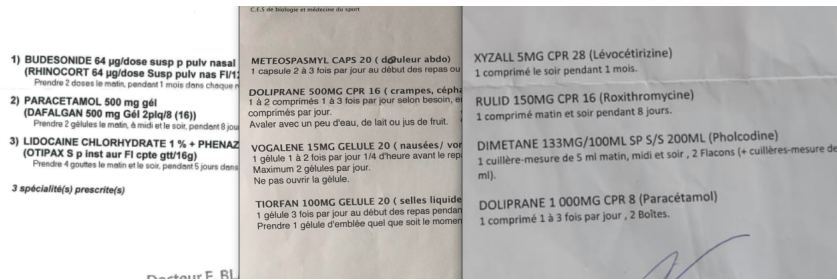 1) BUDESONIDE 64 µg/dose susp p pulv nasal
(RHINOCORT 64 µg/dose Susp pulv nas Fl/12
Prendre 2 doses le matin, pendant 1 mois dans chaque
2) PARACETAMOL 500 mg gél
(DAFALGAN 500 mg Gél 2plq/8 (16))
Prendre 2 gélules le matin, à midi et le soir, pendant 8 jou
3) LIDOCAINE CHLORHYDRATE 1 % + PHENAZ
(OTIPAX S p inst aur Fl cpte gtt/16g)
Prendre 4 gouttes le matin et le soir, pendant 5 jours dans
3 spécialité(s) prescrite(s)
Docteur F. BL
C.E.S de biologie et médecine du sport
METEOSPASMYL CAPS 20 ( douleur abdo)
1 capsule 2 à 3 fois par jour au début des repas ou
DOLIPRANE 500MG CPR 16 ( crampes, cépha
1 à 2 comprimés 1 à 3 fois par jour selon besoin, e
comprimés par jour.
Avaler avec un peu d'eau, de lait ou jus de fruit.
VOGALENE 15MG GELULE 20 ( nausées/ vo
1 gélule 1 à 2 fois par jour 1/4 d'heure avant le rep
Maximum 2 gélules par jour.
Ne pas ouvrir la gélule.
TIORFAN 100MG GELULE 20 ( selles liquide
1 gélule 3 fois par jour au début des repas pendan
Prendre 1 gélule d'emblée quel que soit le momen
XYZALL 5MG CPR 28 (Lévocétirizine)
1 comprimé le soir pendant 1 mois.
RULID 150MG CPR 16 (Roxithromycine)
1 comprimé matin et soir pendant 8 jours.
DIMETANE 133MG/100ML SP S/S 200ML (Pholcodine)
1 cuillère-mesure de 5 ml matin, midi et soir , 2 Flacons (+ cuillères-mesure de
ml).
DOLIPRANE 1 000MG CPR 8 (Paracétamol)
1 comprimé 1 à 3 fois par jour , 2 Boîtes.